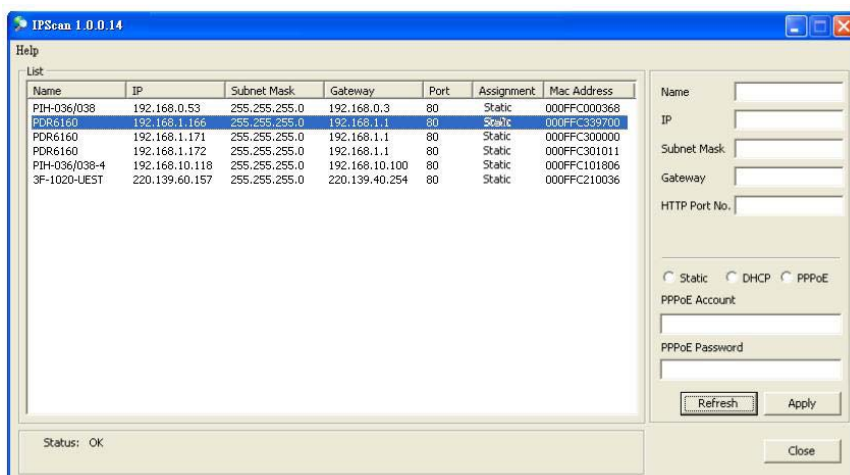 IPScan 1.0.0.14
Help
List
Name IP Subnet Mask Gateway Port Assignment Mac Address
PIH-036/038 192.168.0.53 255.255.255.0 192.168.0.3 80 Static 000FFC000368
PDR6160 192.168.1.166 255.255.255.0 192.168.1.1 80 Static 000FFC339700
PDR6160 192.168.1.171 255.255.255.0 192.168.1.1 80 Static 000FFC300000
PDR6160 192.168.1.172 255.255.255.0 192.168.1.1 80 Static 000FFC301011
PIH-036/038-4 192.168.10.118 255.255.255.0 192.168.10.100 80 Static 000FFC101806
3F-1020-UEST 220.139.60.157 255.255.255.0 220.139.40.254 80 Static 000FFC210036
Name
IP
Subnet Mask
Gateway
HTTP Port No.
Static DHCP PPPoE
PPPoE Account
PPPoE Password
Refresh Apply
Status: OK
Close